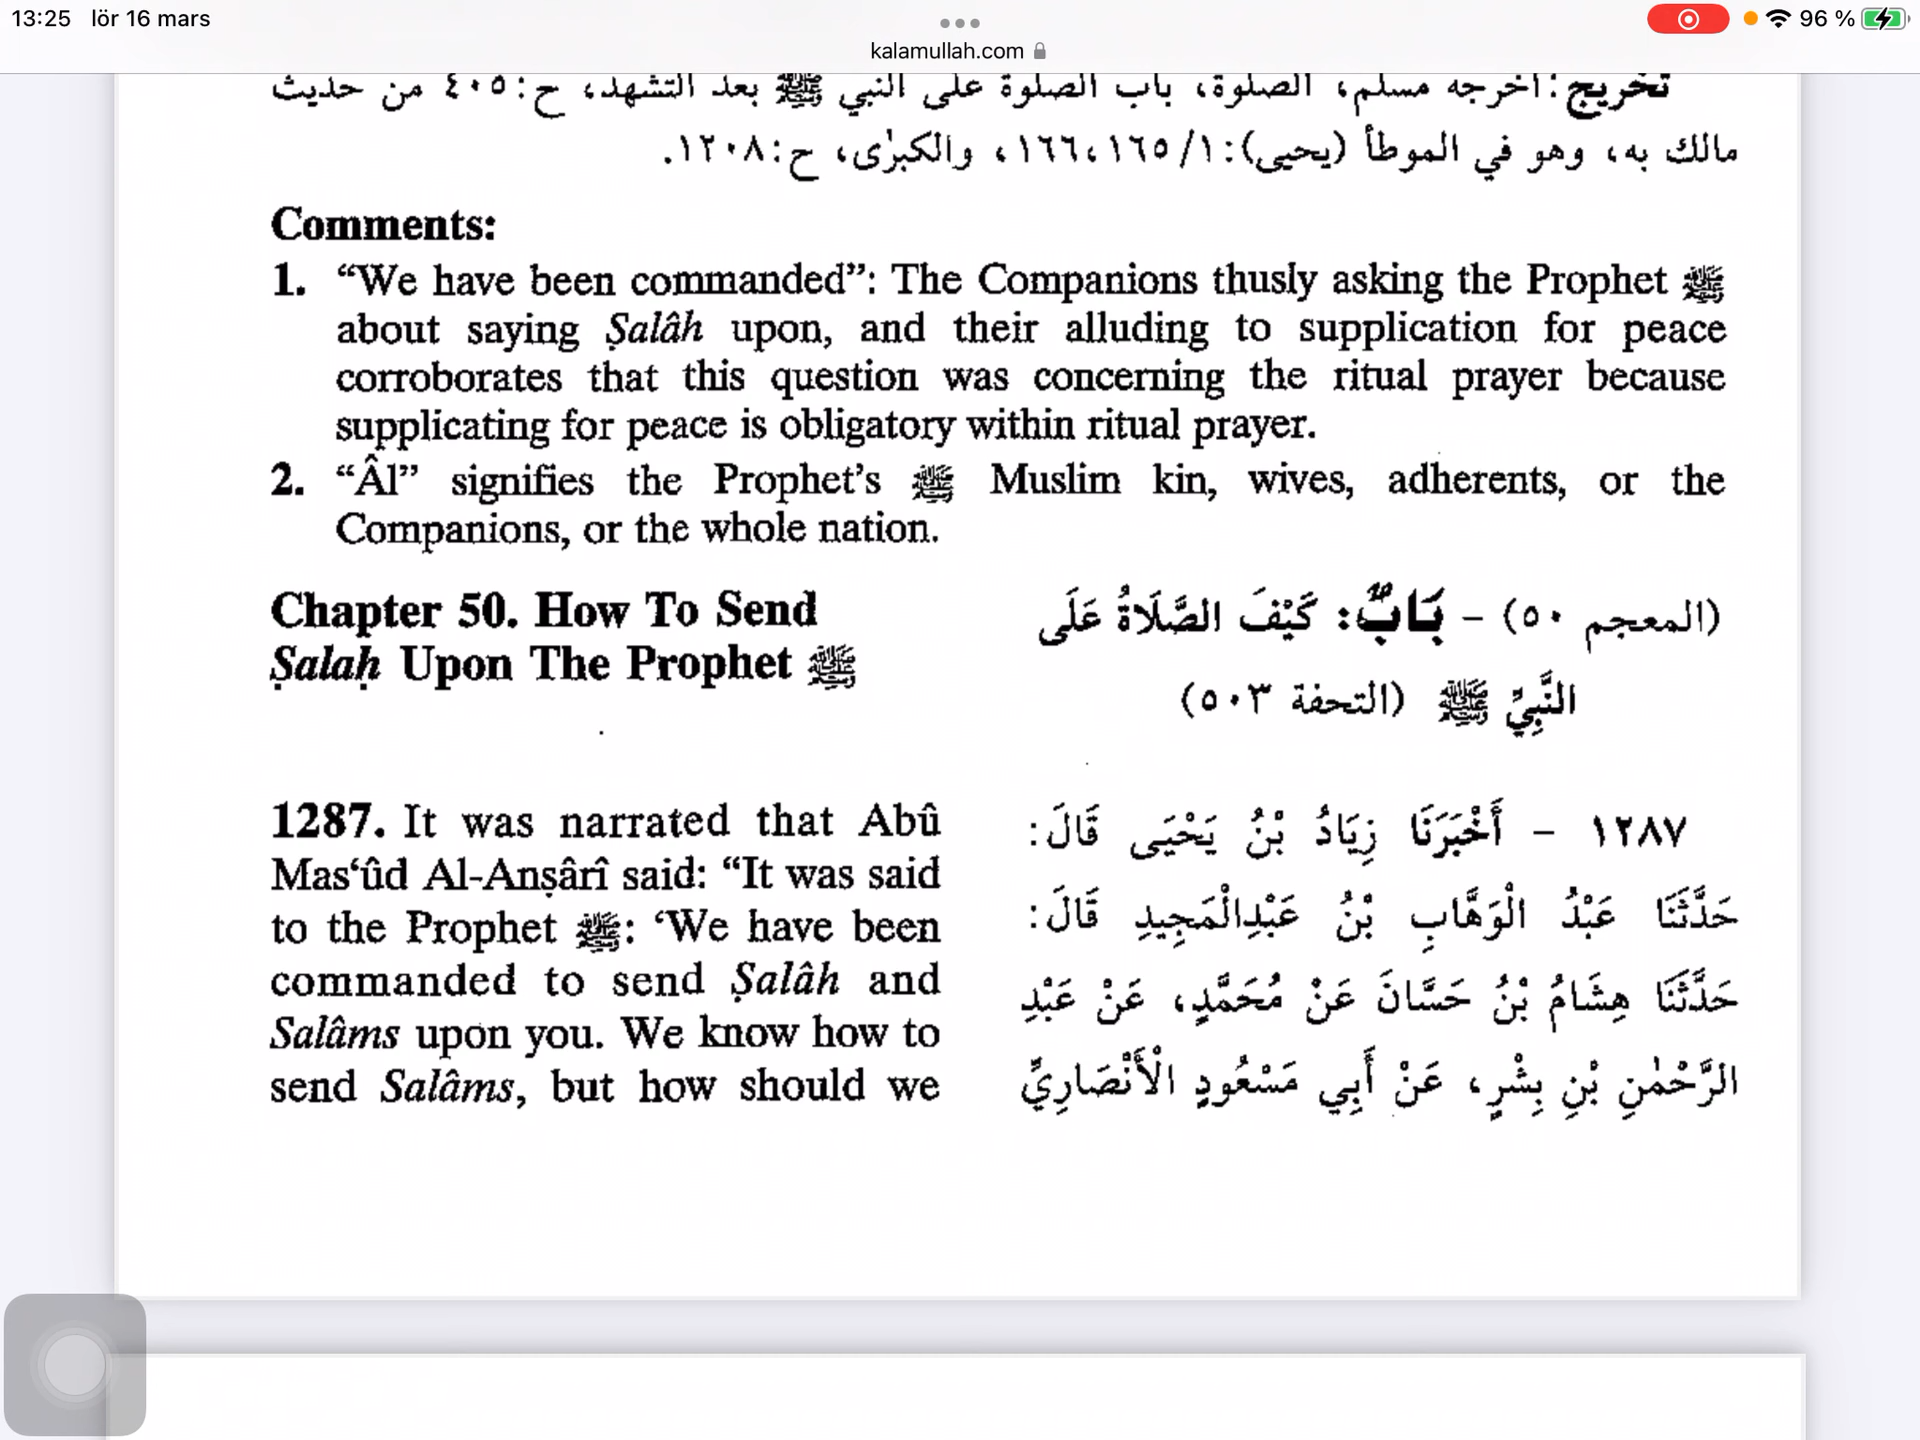 13:25 lör 16 mars
96 %
kalamullah.com
تخريج: أخرجه مسلم، الصلوة، باب الصلوة على النبي ﷺ بعد التشهد، ح:٤٠٥ من حديث
مالك به، وهو في الموطأ (يحيى): ١/ ١٦٥،١٦٦، والكبرٰى، ح:١٢٠٨.
Comments:
1. “We have been commanded”: The Companions thusly asking the Prophet ﷺ
about saying Ṣalâh upon, and their alluding to supplication for peace
corroborates that this question was concerning the ritual prayer because
supplicating for peace is obligatory within ritual prayer.
2. “Âl” signifies the Prophet’s ﷺ Muslim kin, wives, adherents, or the
Companions, or the whole nation.
Chapter 50. How To Send
Ṣalaḥ Upon The Prophet ﷺ
(المعجم ٥٠) - بَابٌ: كَيْفَ الصَّلَاةُ عَلَى
النَّبِيِّ ﷺ (التحفة ٥٠٣)
1287. It was narrated that Abû
Mas‘ûd Al-Anṣârî said: “It was said
to the Prophet ﷺ: ‘We have been
commanded to send Ṣalâh and
Salâms upon you. We know how to
send Salâms, but how should we
١٢٨٧ - أَخْبَرَنَا زِيَادُ بْنُ يَحْيَى قَالَ:
حَدَّثَنَا عَبْدُ الْوَهَّابِ بْنُ عَبْدِالْمَجِيدِ قَالَ:
حَدَّثَنَا هِشَامُ بْنُ حَسَّانَ عَنْ مُحَمَّدٍ، عَنْ عَبْدِ
الرَّحْمٰنِ بْنِ بِشْرٍ، عَنْ أَبِي مَسْعُودٍ الْأَنْصَارِيِّ